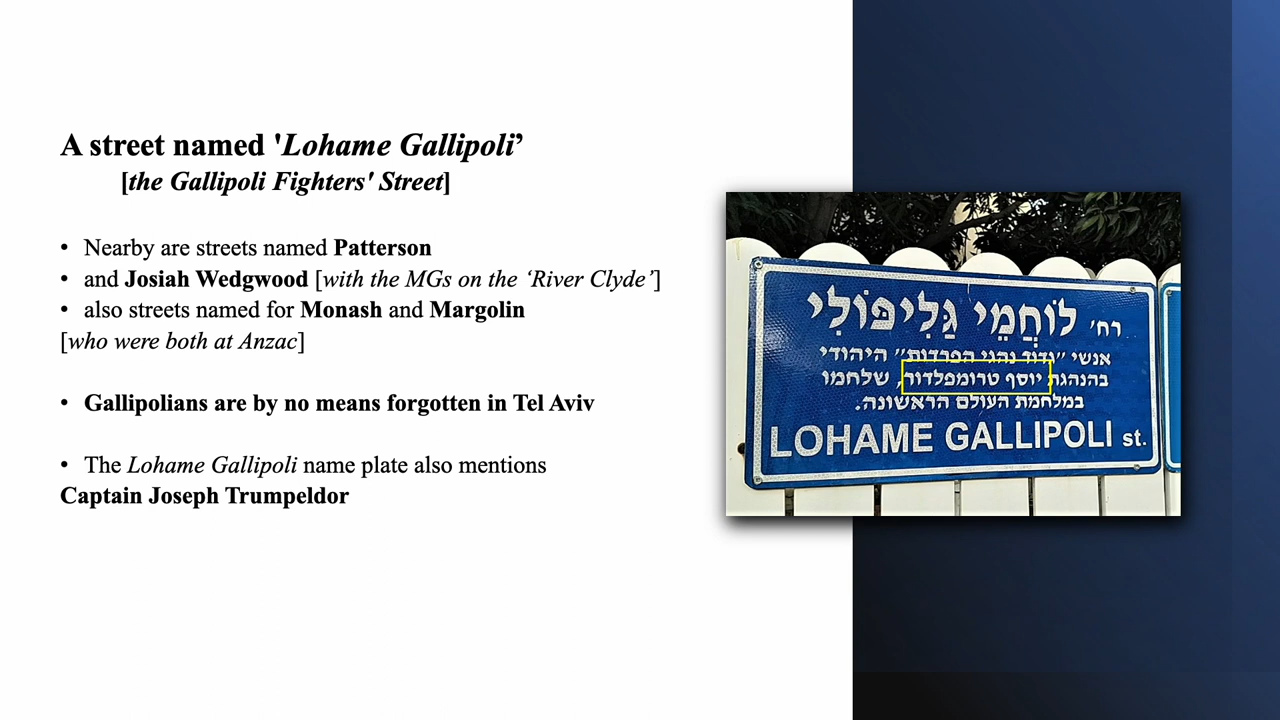 A street named 'Lohame Gallipoli’
[the Gallipoli Fighters' Street]
• Nearby are streets named Patterson
• and Josiah Wedgwood [with the MGs on the ‘River Clyde’]
• also streets named for Monash and Margolin
[who were both at Anzac]
• Gallipolians are by no means forgotten in Tel Aviv
• The Lohame Gallipoli name plate also mentions
Captain Joseph Trumpeldor
רח' לוֹחֲמֵי גַּלִיפּוֹלִי
אנשי "גדוד נהגי הפרדות" היהודי
בהנהגת יוסף טרומפלדור, שלחמו
במלחמת העולם הראשונה.
LOHAME GALLIPOLI st.